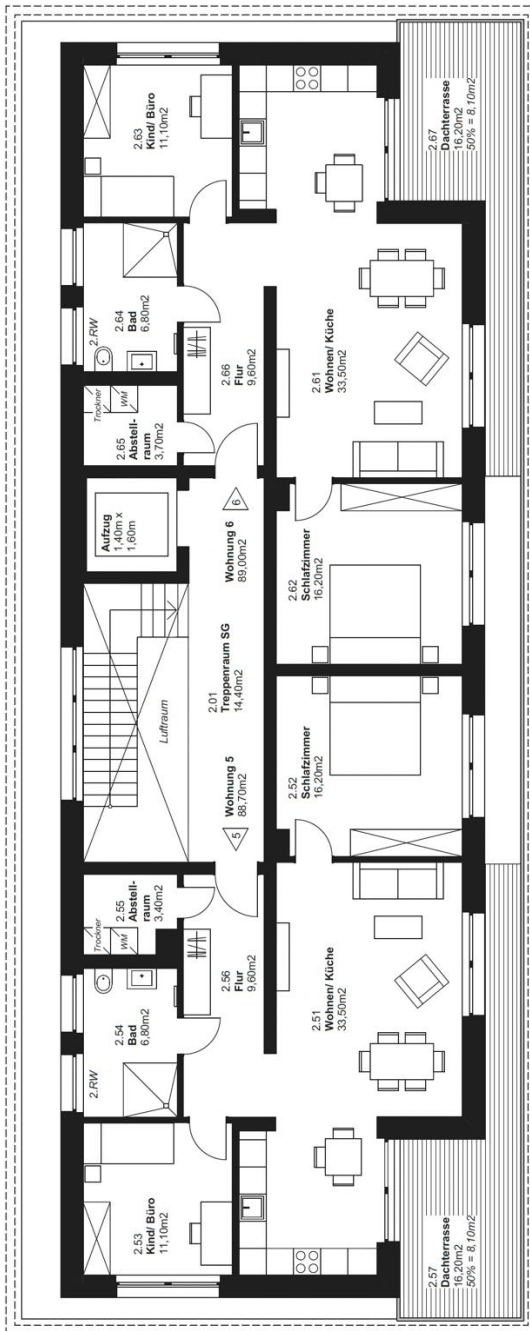 2.53
Kind/ Büro
11,10m2
2.RW
2.54
Bad
6,80m2
Trockner
WM
2.55
Abstell-
raum
3,40m2
Luftraum
Aufzug
1,40m x
1,60m
Trockner
WM
2.65
Abstell-
raum
3,70m2
2.RW
2.64
Bad
6,80m2
2.63
Kind/ Büro
11,10m2
2.56
Flur
9,60m2
5
Wohnung 5
88,70m2
2.01
Treppenraum SG
14,40m2
Wohnung 6
89,00m2
6
2.66
Flur
9,60m2
2.51
Wohnen/ Küche
33,50m2
2.52
Schlafzimmer
16,20m2
2.62
Schlafzimmer
16,20m2
2.61
Wohnen/ Küche
33,50m2
2.57
Dachterrasse
16,20m2
50% = 8,10m2
2.67
Dachterrasse
16,20m2
50% = 8,10m2